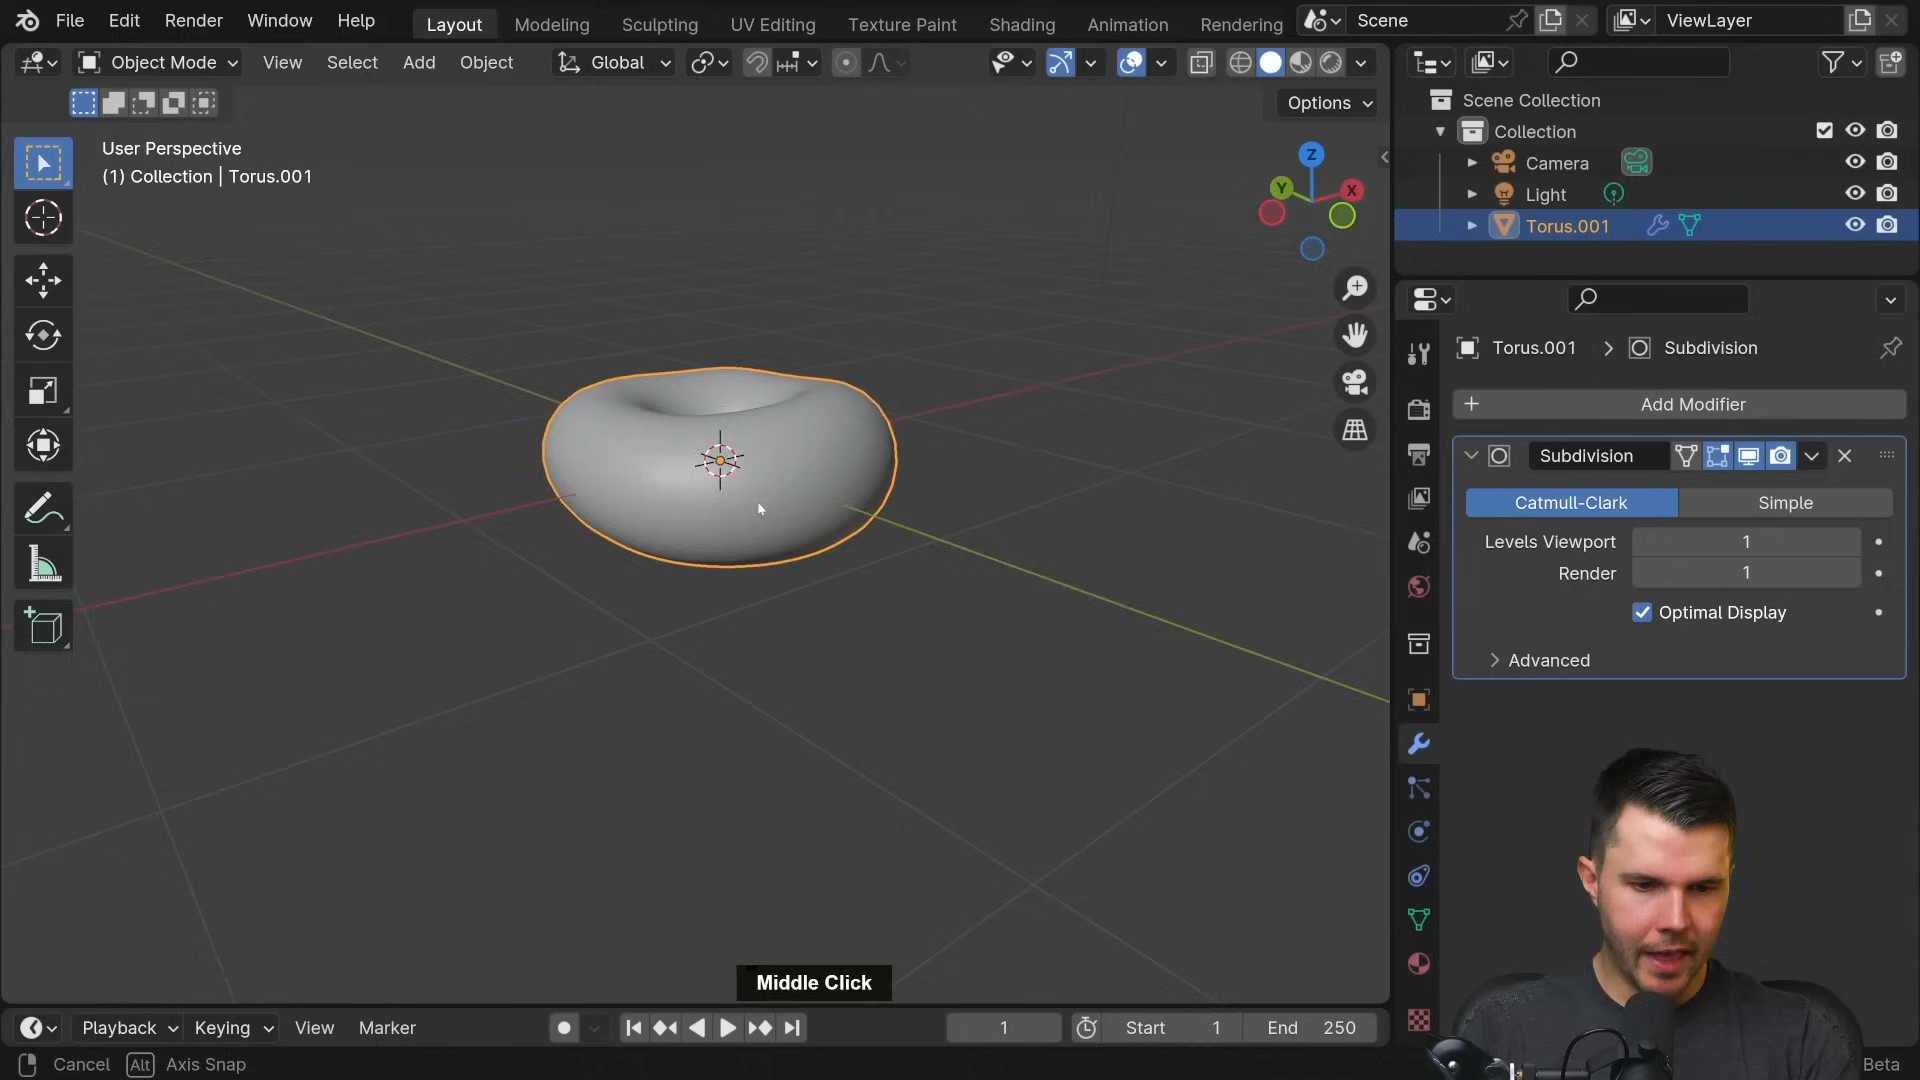 File Edit Render Window Help Layout Modeling Sculpting UV Editing Texture Paint Shading Animation Rendering Scene ViewLayer
Object Mode View Select Add Object Global
Options
User Perspective
(1) Collection | Torus.001
Z
Y
X
Scene Collection
Collection
Camera
Light
Torus.001
Torus.001 Subdivision
Add Modifier
Subdivision
Catmull-Clark Simple
Levels Viewport 1
Render 1
Optimal Display
Advanced
Middle Click
Playback Keying View Marker 1 Start 1 End 250
Cancel Alt Axis Snap Beta